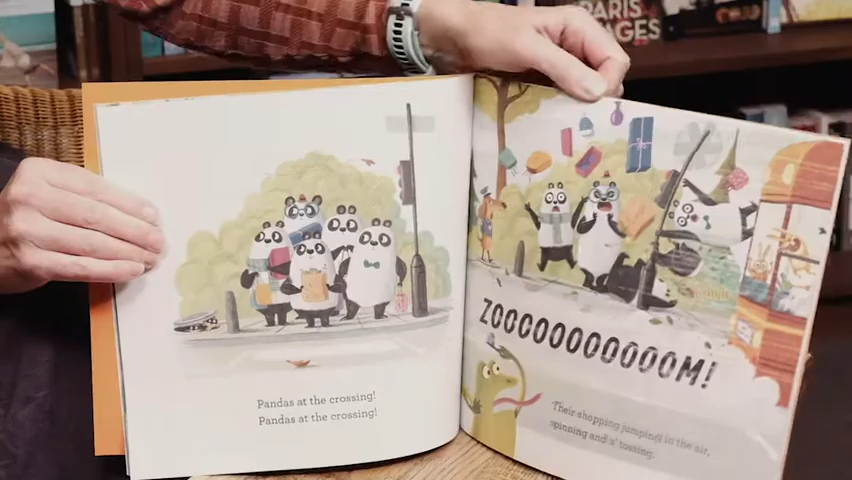 PARIS
Pandas at the crossing!
Pandas at the crossing!
ZOOOOOOOOOOOM!
Their shopping jumping in the air,
spinning and a' tossing.